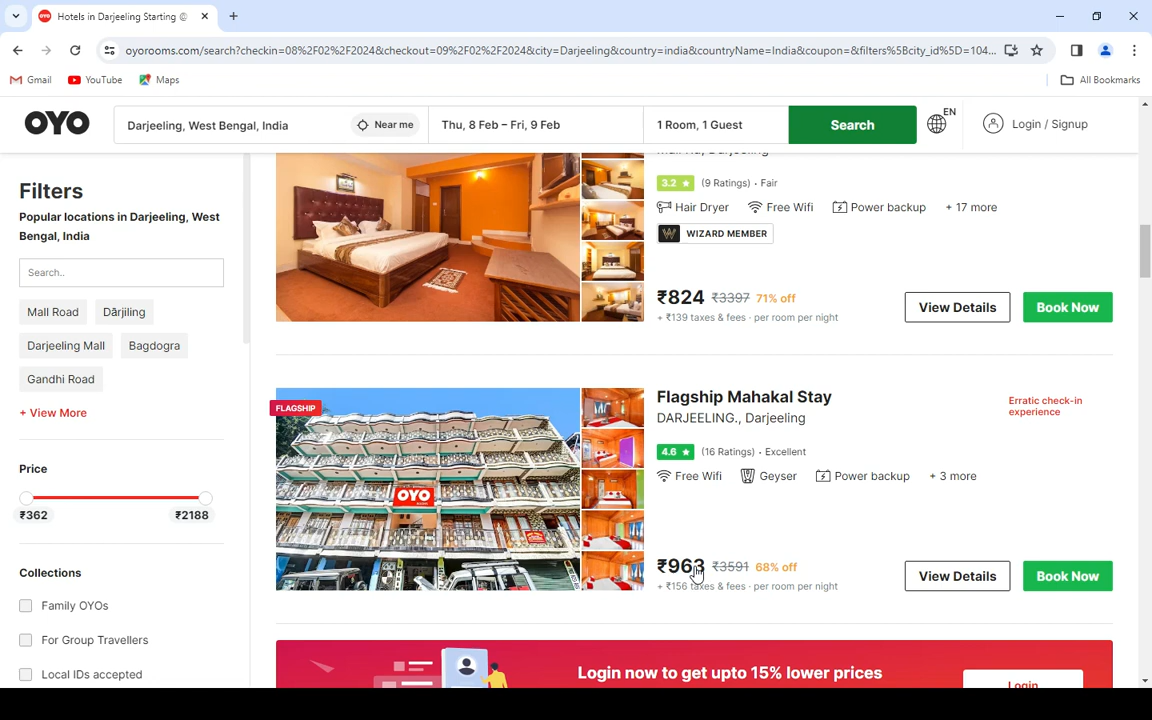 Hotels in Darjeeling Starting @
oyorooms.com/search?checkin=08%2F02%2F2024&checkout=09%2F02%2F2024&city=Darjeeling&country=india&countryName=India&coupon=&filters%5Bcity_id%5D=104...
Gmail YouTube Maps All Bookmarks
OYO Darjeeling, West Bengal, India Near me Thu, 8 Feb – Fri, 9 Feb 1 Room, 1 Guest Search EN Login / Signup
Filters
Popular locations in Darjeeling, West
Bengal, India
Search..
Mall Road Dārjiling
Darjeeling Mall Bagdogra
Gandhi Road
+ View More
Price
₹362 ₹2188
Collections
Family OYOs
For Group Travellers
Local IDs accepted
3.2 ★ (9 Ratings) · Fair
Hair Dryer Free Wifi Power backup + 17 more
W WIZARD MEMBER
₹824 ₹3397 71% off
+ ₹139 taxes & fees · per room per night
View Details Book Now
FLAGSHIP
OYO
Flagship Mahakal Stay
DARJEELING., Darjeeling
Erratic check-in
experience
4.6 ★ (16 Ratings) · Excellent
Free Wifi Geyser Power backup + 3 more
₹963 ₹3591 68% off
+ ₹156 taxes & fees · per room per night
View Details Book Now
Login now to get upto 15% lower prices
Login